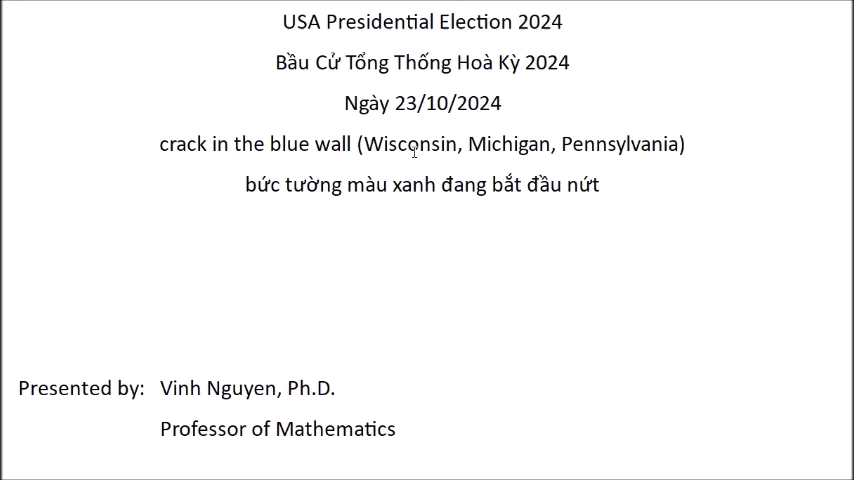 USA Presidential Election 2024
Bầu Cử Tổng Thống Hoà Kỳ 2024
Ngày 23/10/2024
crack in the blue wall (Wisconsin, Michigan, Pennsylvania)
bức tường màu xanh đang bắt đầu nứt
Presented by: Vinh Nguyen, Ph.D.
Professor of Mathematics